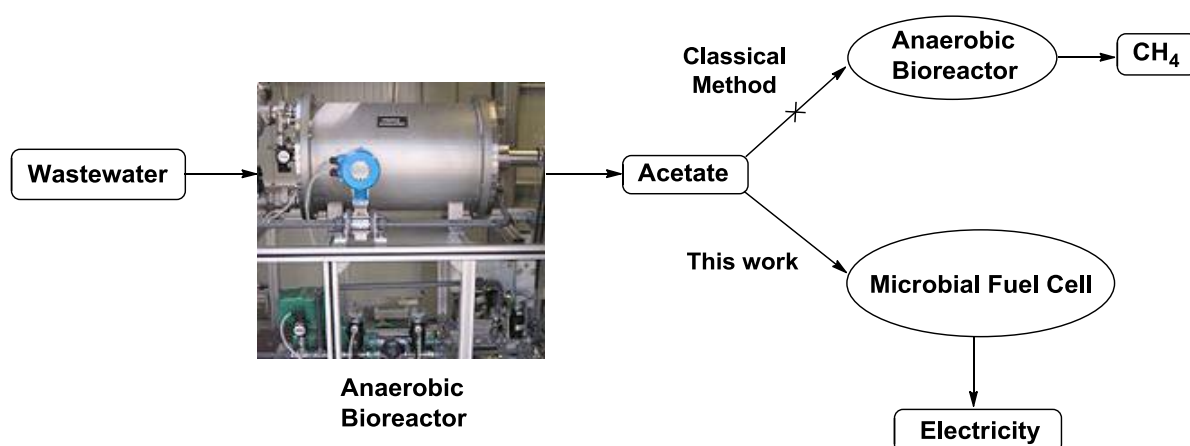 Wastewater
Anaerobic
Bioreactor
Acetate
Classical
Method
Anaerobic
Bioreactor
CH₄
This work
Microbial Fuel Cell
Electricity